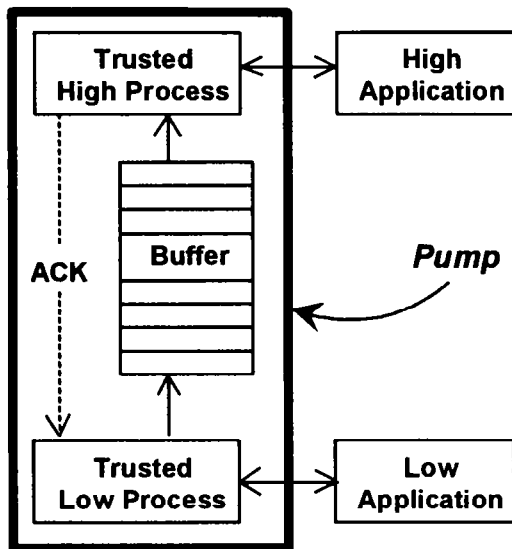 Trusted
High Process
High
Application
Buffer
ACK
Pump
Trusted
Low Process
Low
Application